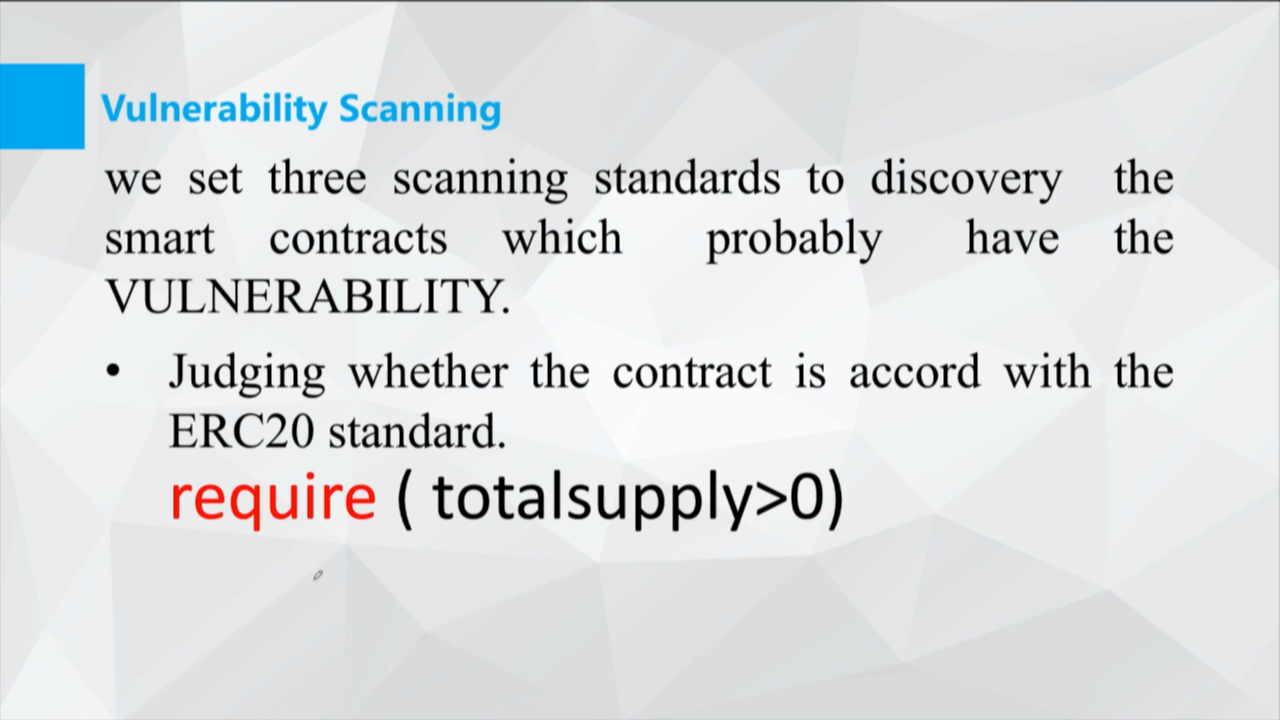 Vulnerability Scanning
we set three scanning standards to discovery the
smart contracts which probably have the
VULNERABILITY.
• Judging whether the contract is accord with the
ERC20 standard.
require ( totalsupply>0)